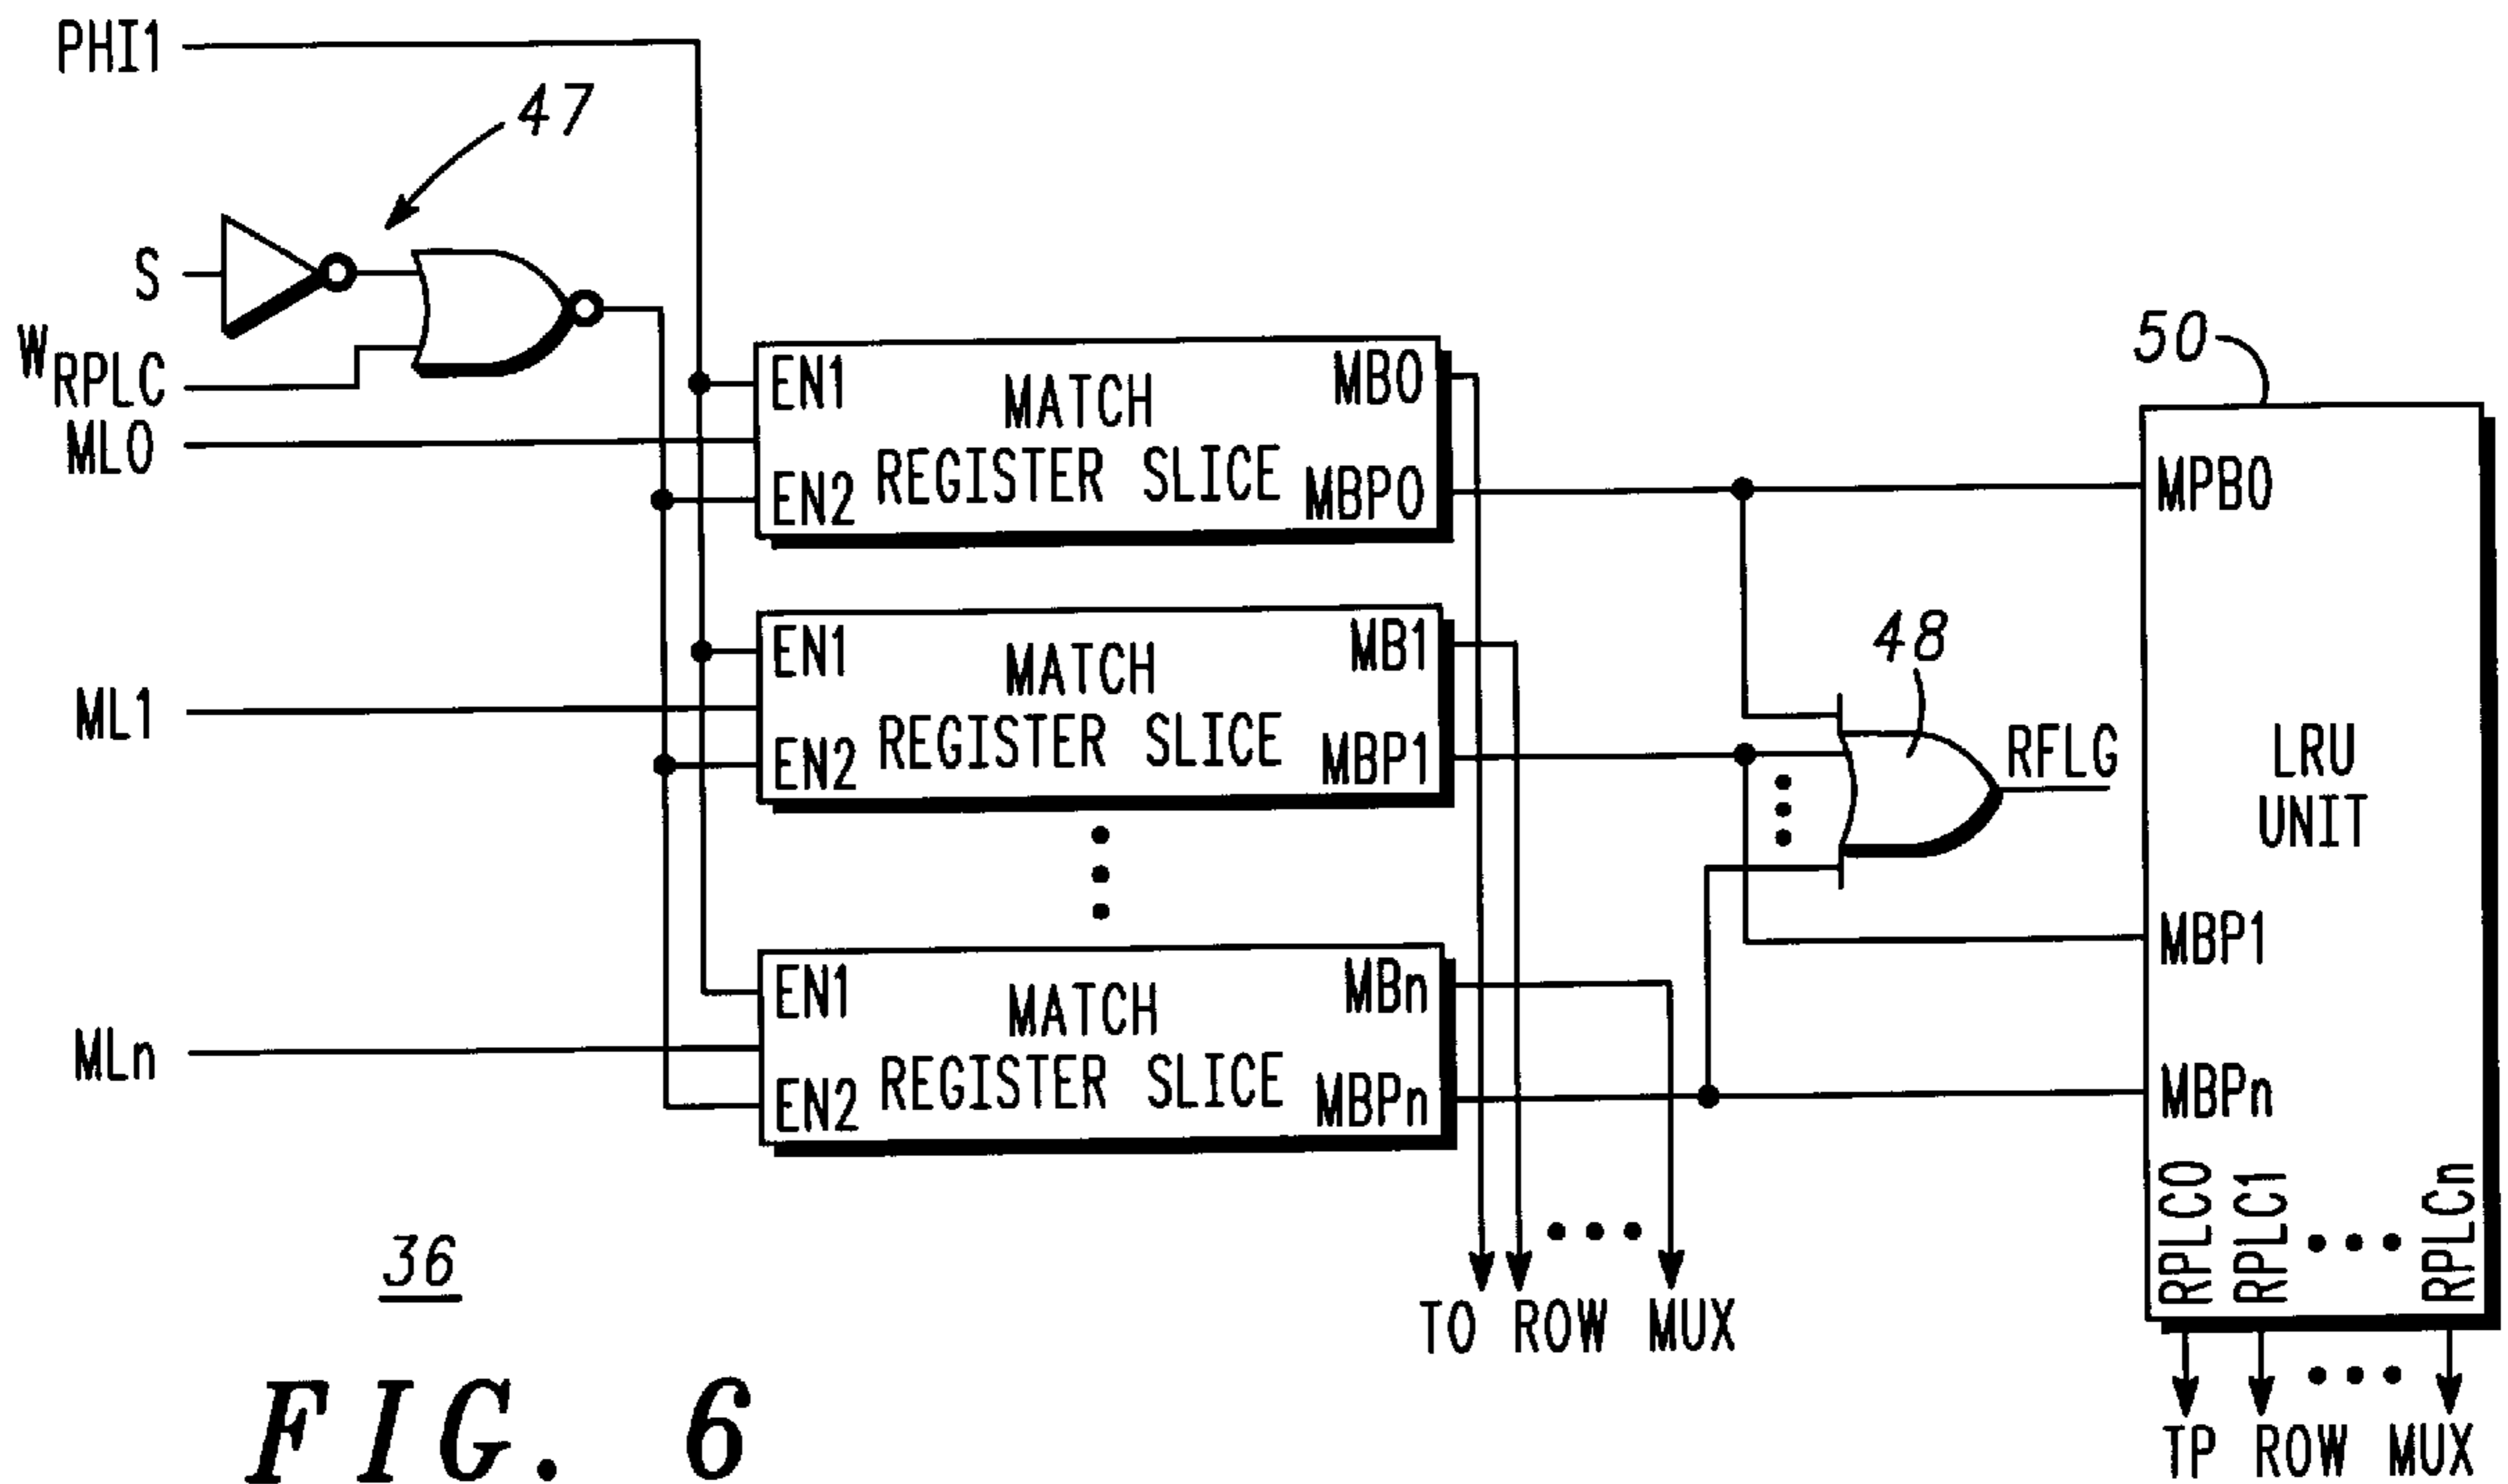 PHI1
47
S
WRPLC
ML0
EN1
MATCH
REGISTER SLICE
EN2
MB0
MBP0
50
MPB0
ML1
EN1
MATCH
REGISTER SLICE
EN2
MB1
MBP1
48
RFLG
LRU
UNIT
MBP1
MLn
EN1
MATCH
REGISTER SLICE
EN2
MBn
MBPn
MBPn
RPLC0
RPLC1
RPLCn
36
TO ROW MUX
TP ROW MUX
FIG. 6